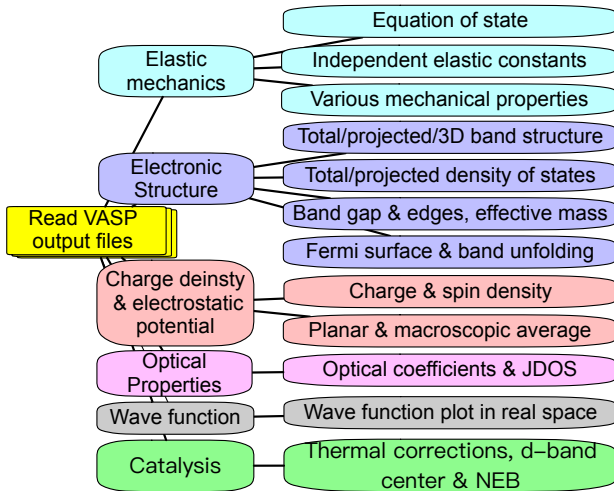 Read VASP
output files
Elastic
mechanics
Equation of state
Independent elastic constants
Various mechanical properties
Electronic
Structure
Total/projected/3D band structure
Total/projected density of states
Band gap & edges, effective mass
Fermi surface & band unfolding
Charge deinsty
& electrostatic
potential
Charge & spin density
Planar & macroscopic average
Optical
Properties
Optical coefficients & JDOS
Wave function
Wave function plot in real space
Catalysis
Thermal corrections, d-band
center & NEB